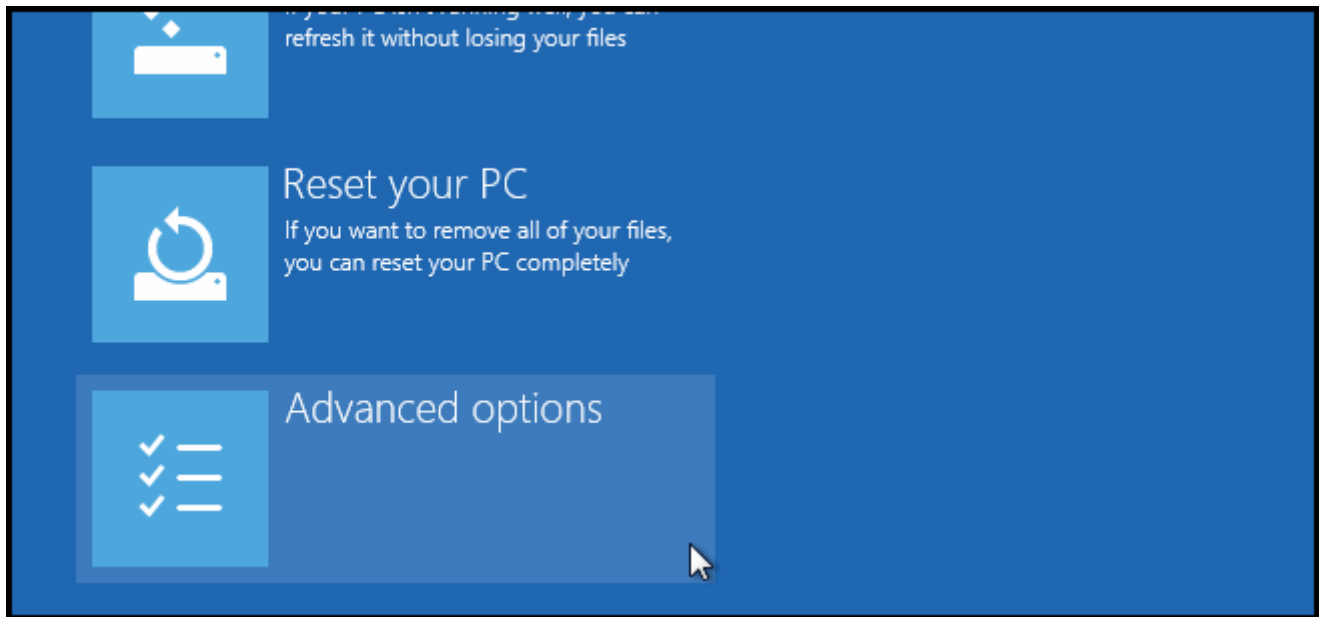 refresh it without losing your files
Reset your PC
If you want to remove all of your files,
you can reset your PC completely
Advanced options